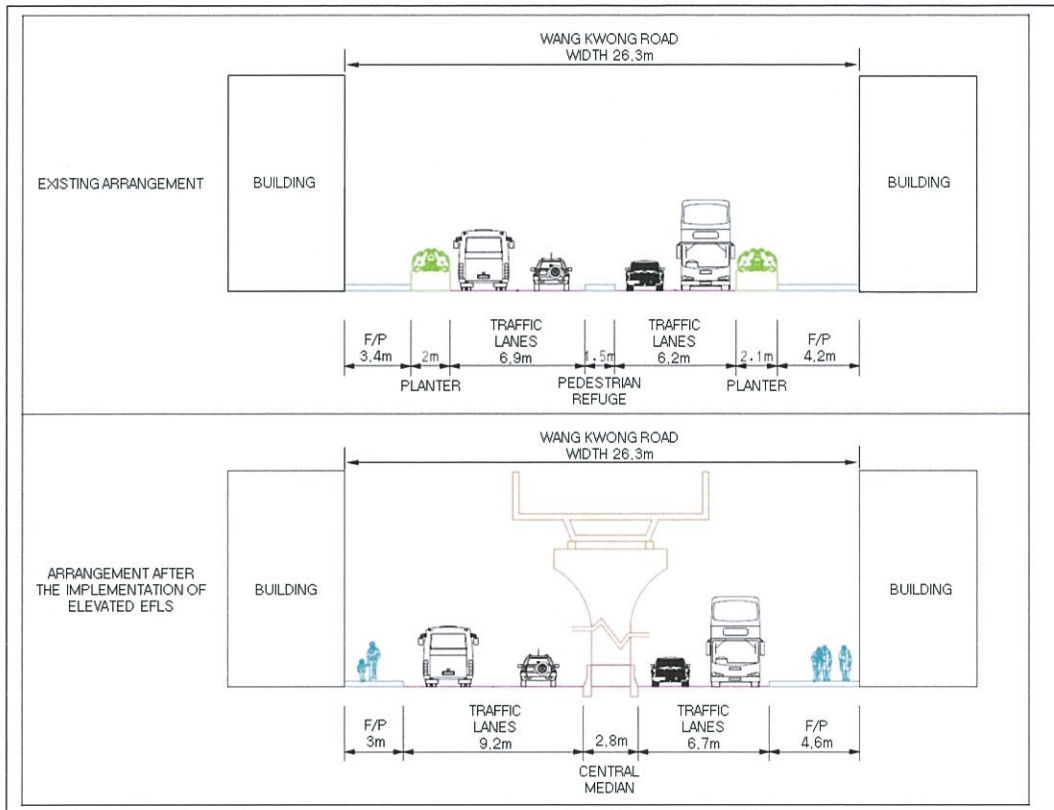 WANG KWONG ROAD
WIDTH 26.3m
EXISTING ARRANGEMENT
BUILDING
BUILDING
F/P
3.4m
2m
PLANTER
TRAFFIC
LANES
6.9m
1.5m
PEDESTRIAN
REFUGE
TRAFFIC
LANES
6.2m
2.1m
PLANTER
F/P
4.2m
WANG KWONG ROAD
WIDTH 26.3m
ARRANGEMENT AFTER
THE IMPLEMENTATION OF
ELEVATED EFLS
BUILDING
BUILDING
F/P
3m
TRAFFIC
LANES
9.2m
2.8m
CENTRAL
MEDIAN
TRAFFIC
LANES
6.7m
F/P
4.6m